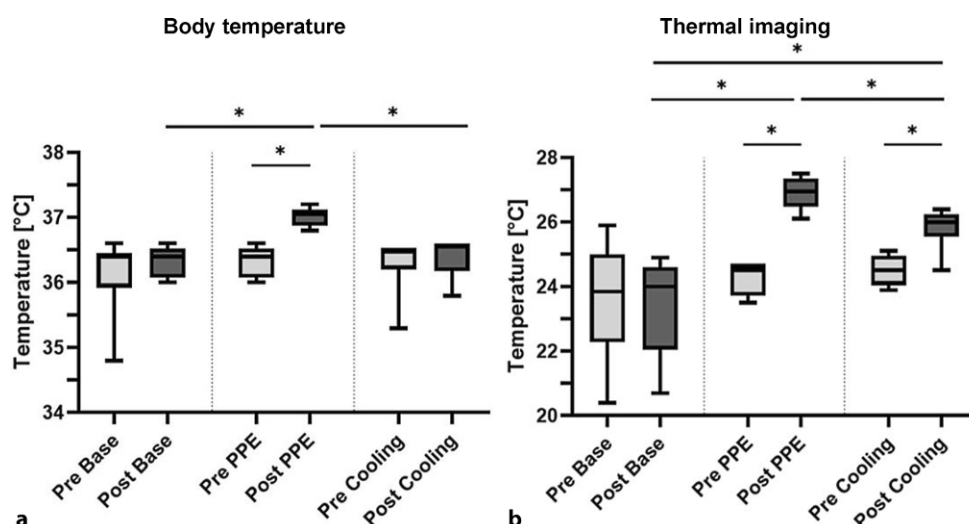 Body temperature
*
*
*
Temperature [°C]
38
37
36
35
34
Pre Base
Post Base
Pre PPE
Post PPE
Pre Cooling
Post Cooling
a
Thermal imaging
*
*
*
*
*
Temperature [°C]
28
26
24
22
20
Pre Base
Post Base
Pre PPE
Post PPE
Pre Cooling
Post Cooling
b